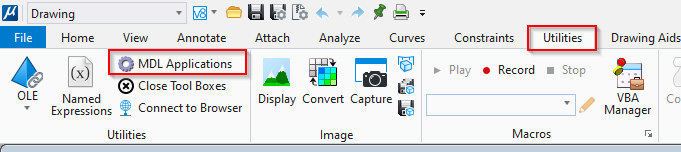 Drawing V8
File Home View Annotate Attach Analyze Curves Constraints Utilities Drawing Aids
MDL Applications
Close Tool Boxes
Connect to Browser
OLE
Named
Expressions
Utilities
Display Convert Capture
Image
Play Record Stop
Macros
VBA
Manager